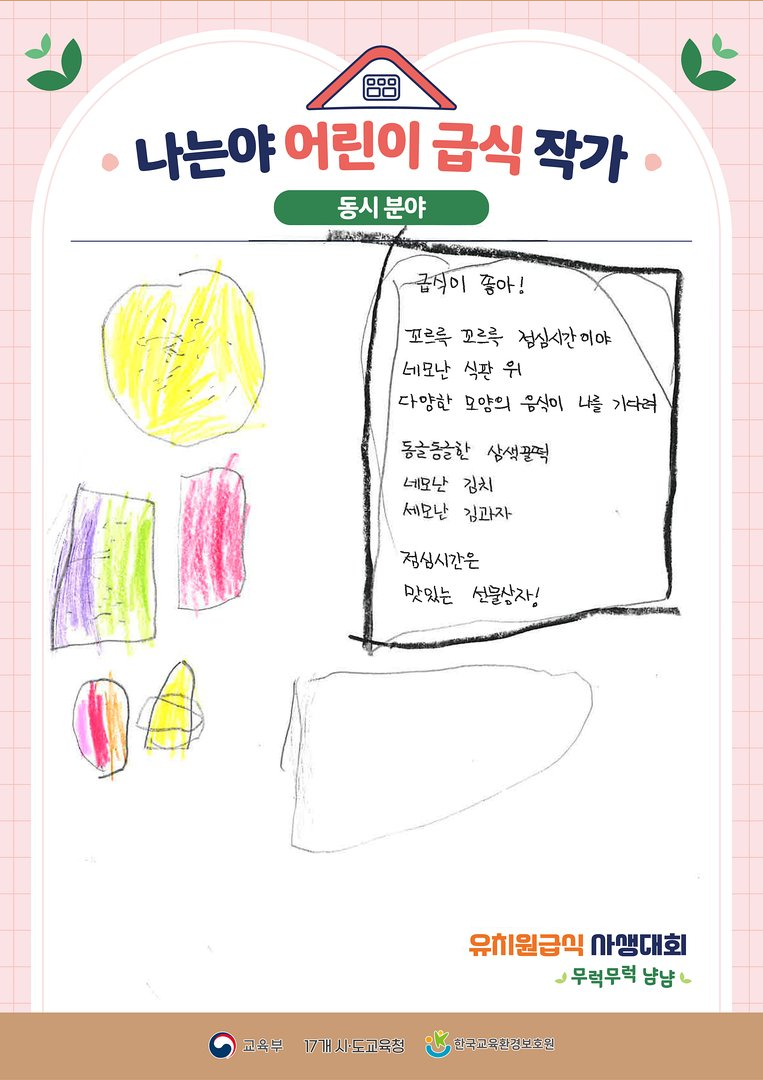 나는야 어린이 급식 작가
동시 분야
급식이 좋아!
꼬르륵 꼬르륵 점심시간이야
네모난 식판 위
다양한 모양의 음식이 나를 기다려
동글동글한 삼색꿀떡
네모난 김치
세모난 김과자
점심시간은
맛있는 선물상자!
유치원급식 사생대회
무럭무럭 냠냠
교육부 17개 시·도교육청 한국교육환경보호원